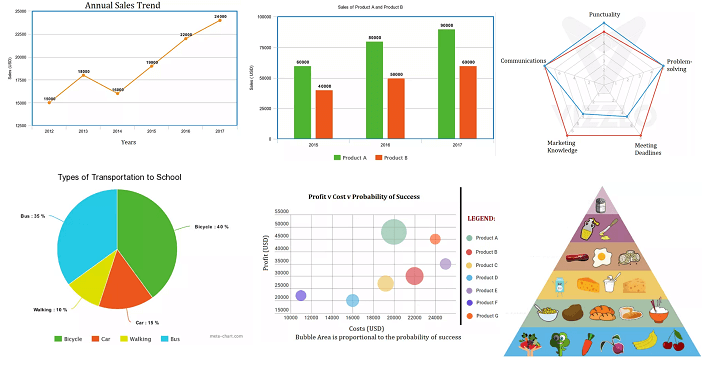 Annual Sales Trend
25000
22500
20000
17500
15000
12500
Sales (USD)
15000
18000
16000
19000
22000
24000
2012
2013
2014
2015
2016
2017
Years
Sales of Product A and Product B
100000
75000
50000
25000
0
Sales ( USD)
60000
40000
80000
50000
90000
60000
2015
2016
2017
Product A
Product B
Punctuality
Communications
Problem-
solving
Marketing
Knowledge
Meeting
Deadlines
Types of Transportation to School
Bus : 35 %
Bicycle : 40 %
Walking : 10 %
Car : 15 %
Bicycle
Car
Walking
Bus
meta-chart.com
Profit v Cost v Probability of Success
55000
50000
45000
40000
35000
30000
25000
20000
15000
Profit (USD)
10000
12000
14000
16000
18000
20000
22000
24000
Costs (USD)
Bubble Area is proportional to the probability of success
LEGEND:
Product A
Product B
Product C
Product D
Product E
Product F
Product G